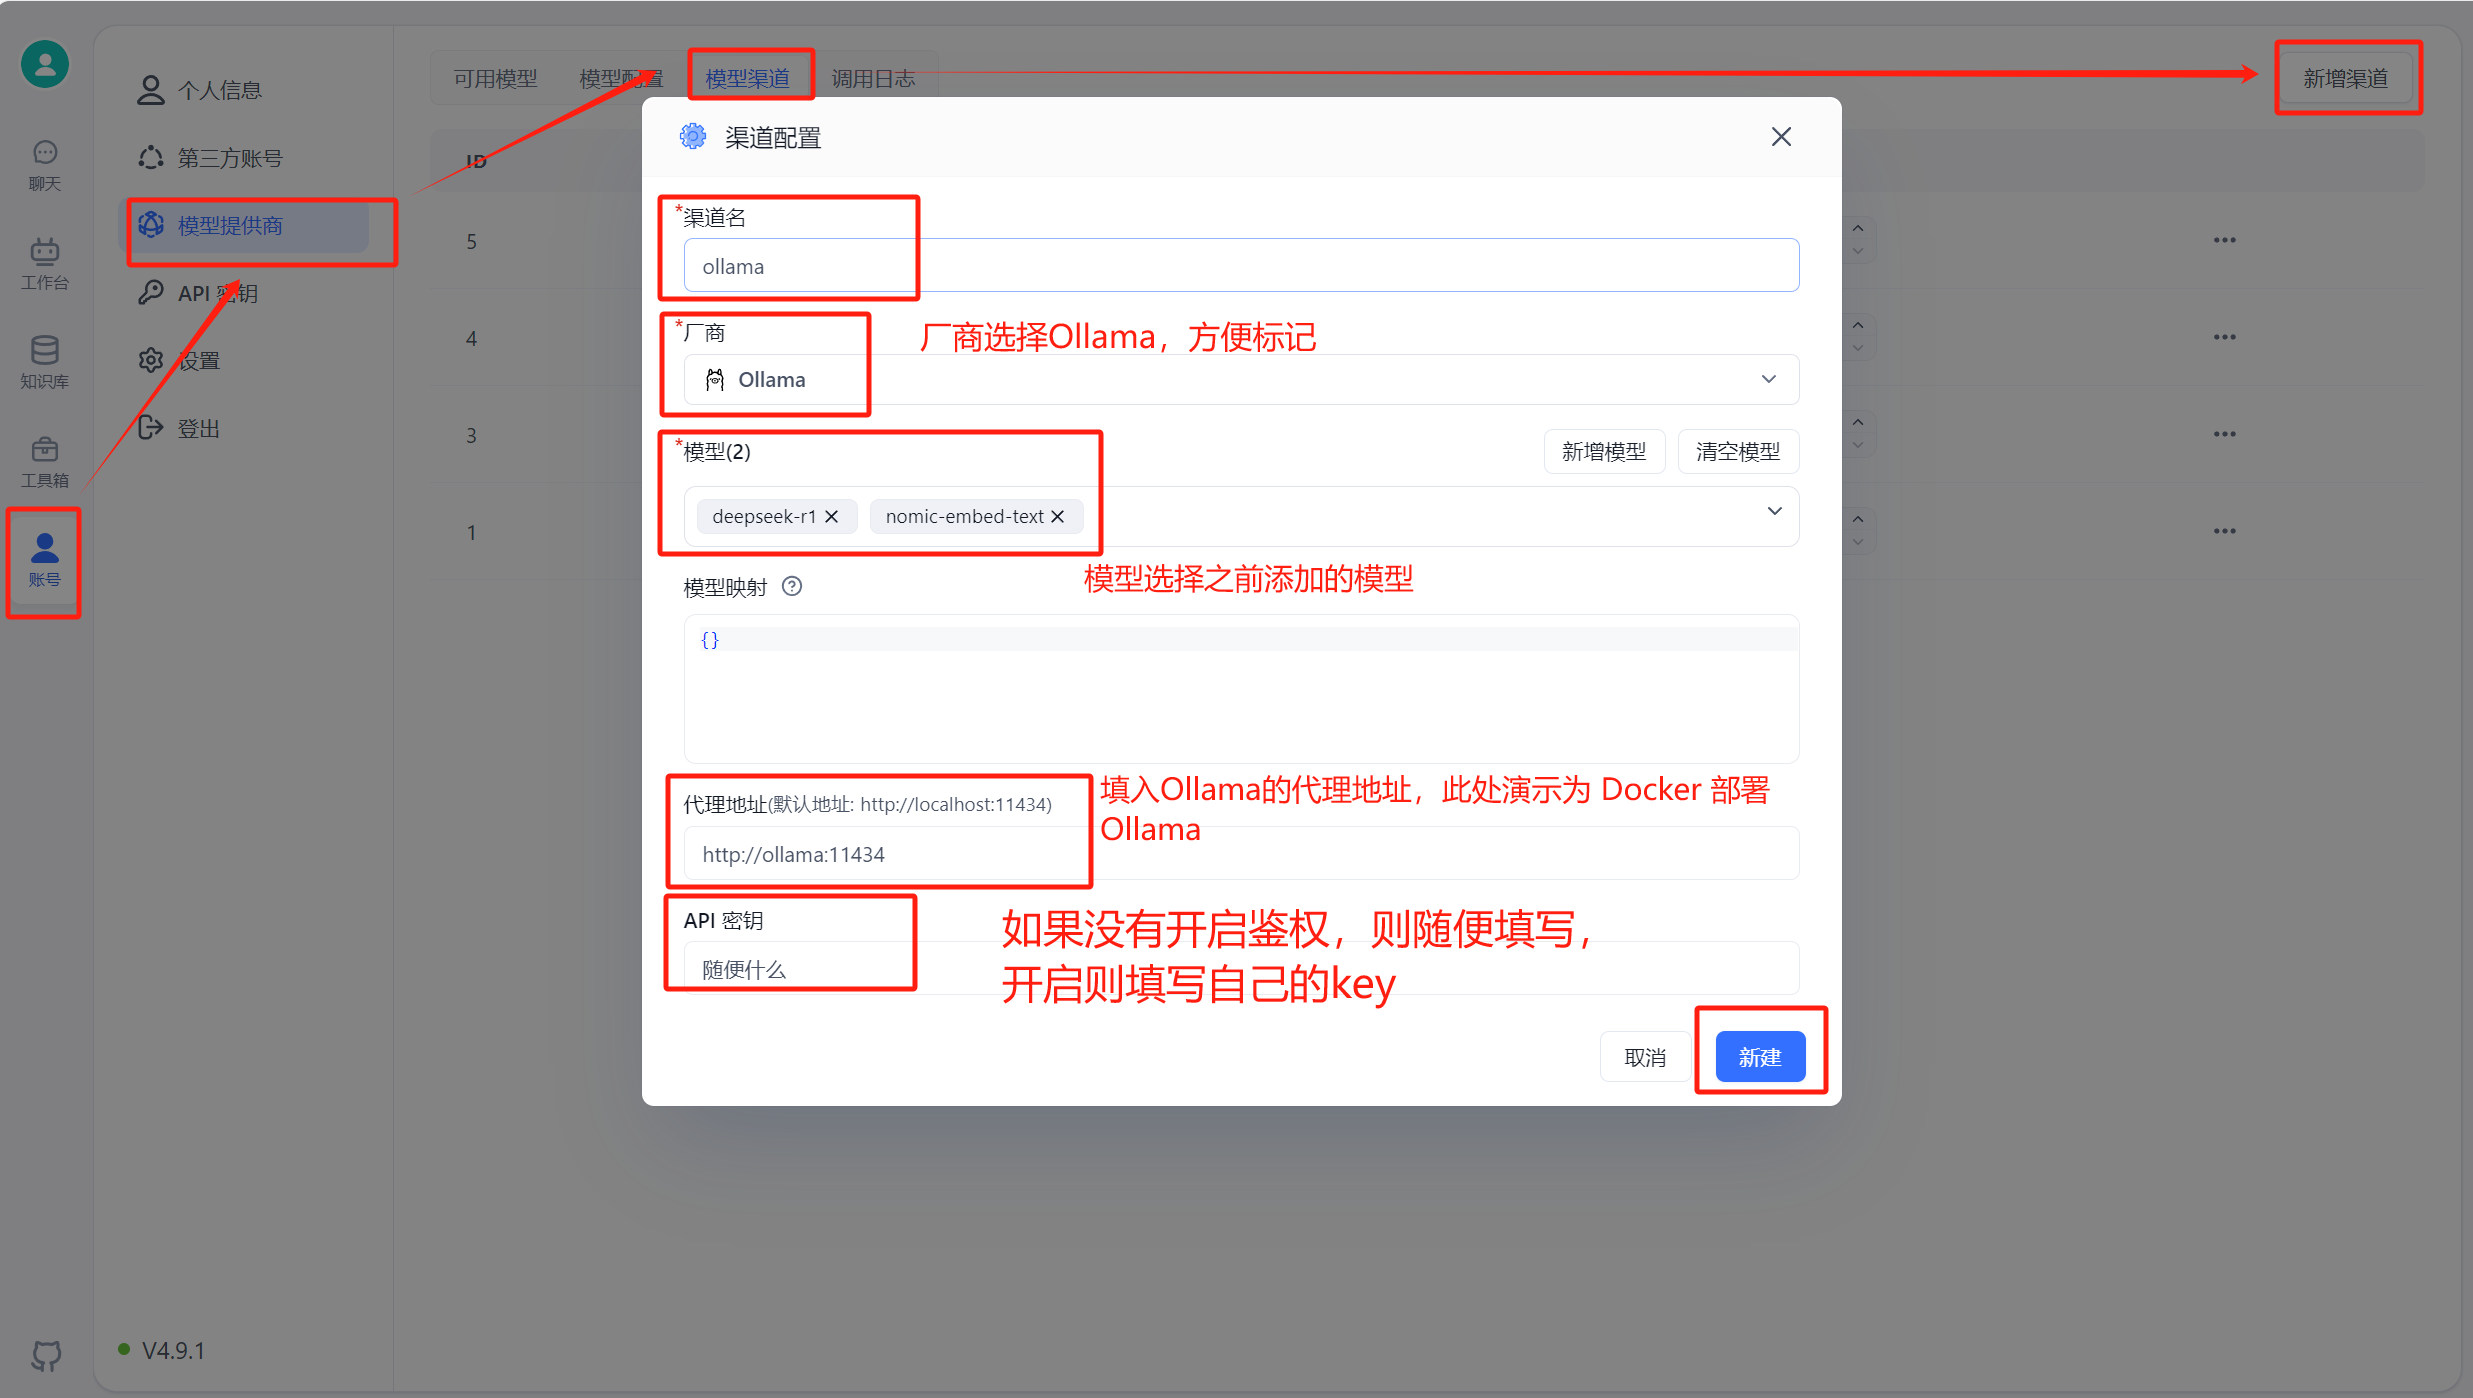 聊天
工作台
知识库
工具箱
账号
个人信息
第三方账号
模型提供商
API 密钥
设置
登出
V4.9.1
可用模型
模型配置
模型渠道
调用日志
新增渠道
ID
5
4
3
1
渠道配置
*渠道名
ollama
*厂商
厂商选择Ollama，方便标记
Ollama
*模型(2)
新增模型
清空模型
deepseek-r1
nomic-embed-text
模型选择之前添加的模型
模型映射
{}
代理地址(默认地址: http://localhost:11434)
填入Ollama的代理地址，此处演示为 Docker 部署
Ollama
http://ollama:11434
API 密钥
随便什么
如果没有开启鉴权，则随便填写，
开启则填写自己的key
取消
新建